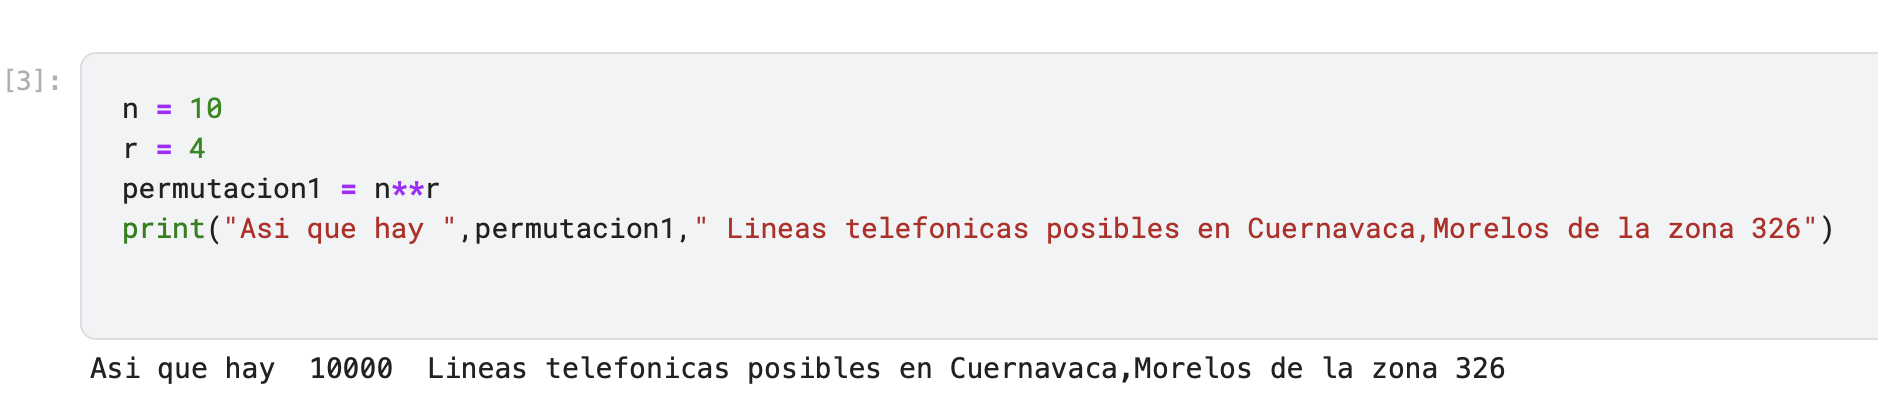 [3]:
n = 10
r = 4
permutacion1 = n**r
print("Asi que hay ",permutacion1," Lineas telefonicas posibles en Cuernavaca,Morelos de la zona 326")
Asi que hay  10000  Lineas telefonicas posibles en Cuernavaca,Morelos de la zona 326